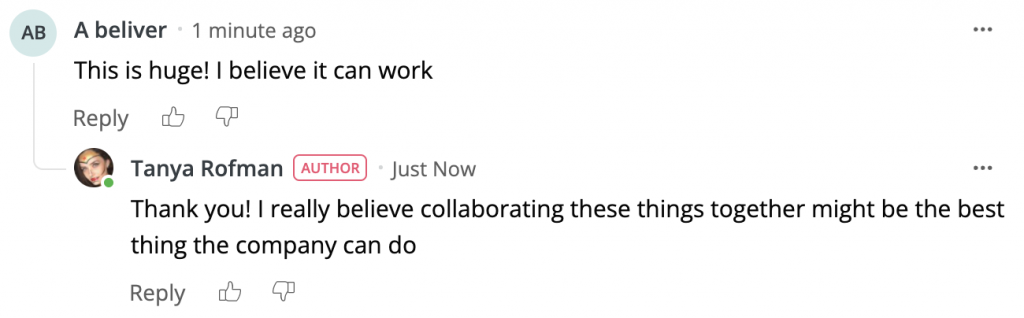 AB A beliver · 1 minute ago
This is huge! I believe it can work
Reply
Tanya Rofman AUTHOR · Just Now
Thank you! I really believe collaborating these things together might be the best
thing the company can do
Reply